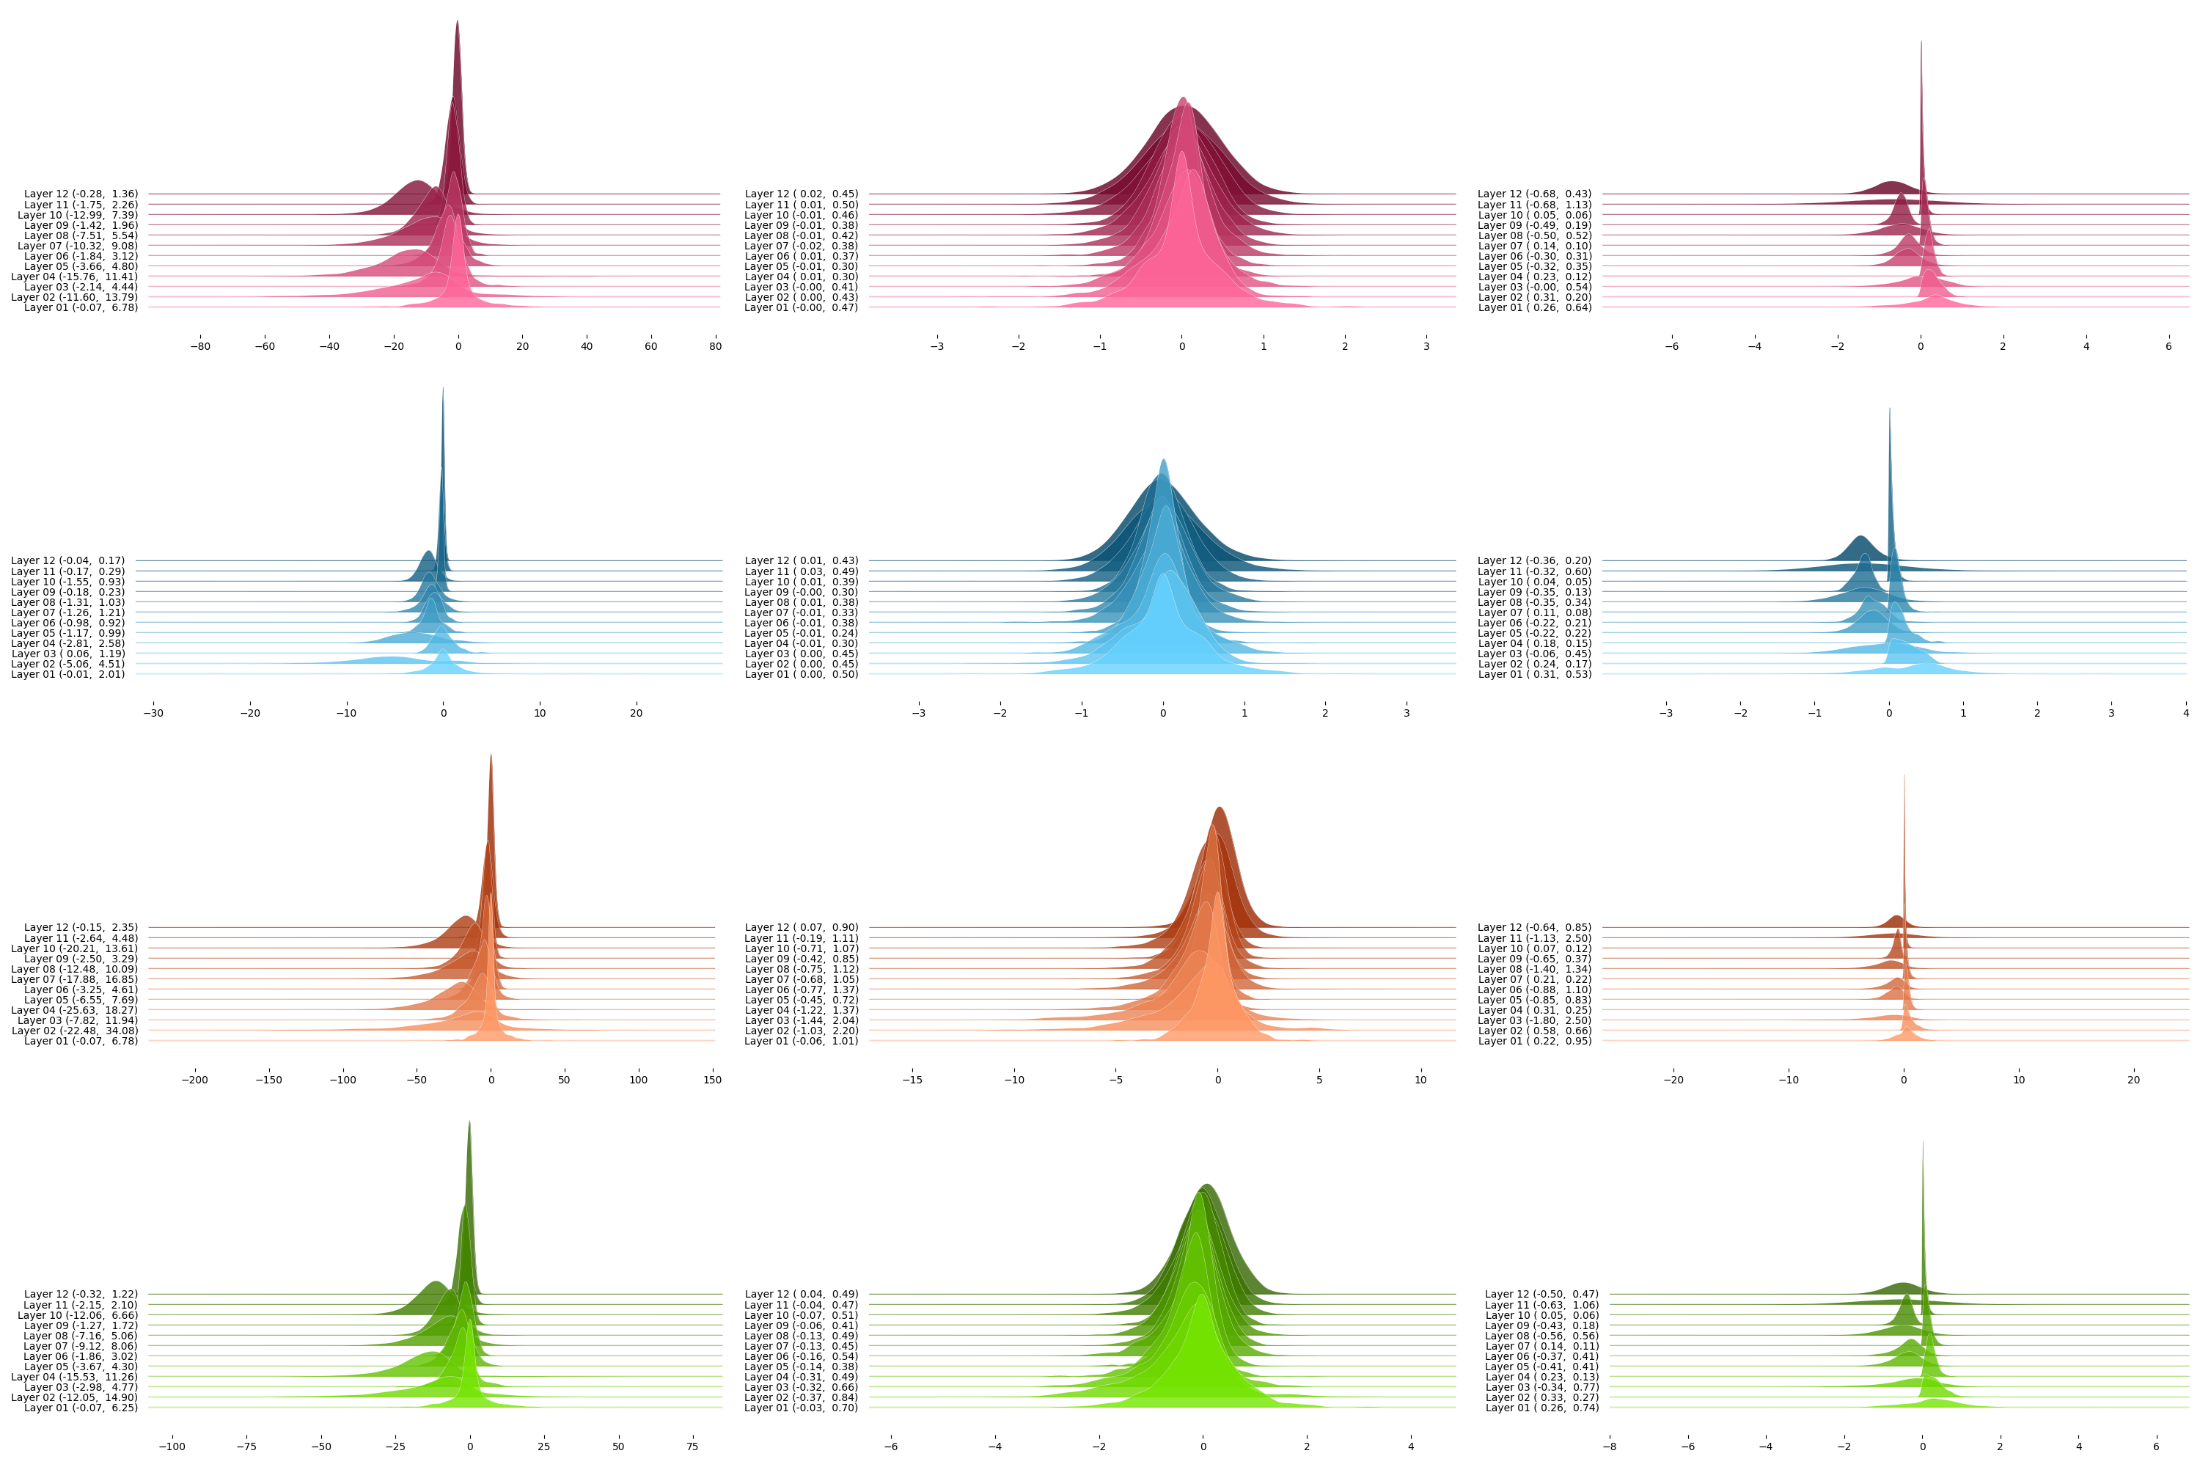 Layer 12 (-0.28,  1.36)
Layer 11 (-1.75,  2.26)
Layer 10 (-12.99,  7.39)
Layer 09 (-1.42,  1.96)
Layer 08 (-7.51,  5.54)
Layer 07 (-10.32,  9.08)
Layer 06 (-1.84,  3.12)
Layer 05 (-3.66,  4.80)
Layer 04 (-15.76,  11.41)
Layer 03 (-2.14,  4.44)
Layer 02 (-11.60,  13.79)
Layer 01 (-0.07,  6.78)
−80 −60 −40 −20 0 20 40 60 80
Layer 12 ( 0.02,  0.45)
Layer 11 ( 0.01,  0.50)
Layer 10 (-0.01,  0.46)
Layer 09 (-0.01,  0.38)
Layer 08 (-0.01,  0.42)
Layer 07 (-0.02,  0.38)
Layer 06 ( 0.01,  0.37)
Layer 05 (-0.01,  0.30)
Layer 04 ( 0.01,  0.30)
Layer 03 (-0.00,  0.41)
Layer 02 ( 0.00,  0.43)
Layer 01 (-0.00,  0.47)
−3 −2 −1 0 1 2 3
Layer 12 (-0.68,  0.43)
Layer 11 (-0.68,  1.13)
Layer 10 ( 0.05,  0.06)
Layer 09 (-0.49,  0.19)
Layer 08 (-0.50,  0.52)
Layer 07 ( 0.14,  0.10)
Layer 06 (-0.30,  0.31)
Layer 05 (-0.32,  0.35)
Layer 04 ( 0.23,  0.12)
Layer 03 (-0.00,  0.54)
Layer 02 ( 0.31,  0.20)
Layer 01 ( 0.26,  0.64)
−6 −4 −2 0 2 4 6
Layer 12 (-0.04,  0.17)
Layer 11 (-0.17,  0.29)
Layer 10 (-1.55,  0.93)
Layer 09 (-0.18,  0.23)
Layer 08 (-1.31,  1.03)
Layer 07 (-1.26,  1.21)
Layer 06 (-0.98,  0.92)
Layer 05 (-1.17,  0.99)
Layer 04 (-2.81,  2.58)
Layer 03 ( 0.06,  1.19)
Layer 02 (-5.06,  4.51)
Layer 01 (-0.01,  2.01)
−30 −20 −10 0 10 20
Layer 12 ( 0.01,  0.43)
Layer 11 ( 0.03,  0.49)
Layer 10 ( 0.01,  0.39)
Layer 09 (-0.00,  0.30)
Layer 08 ( 0.01,  0.38)
Layer 07 (-0.01,  0.33)
Layer 06 (-0.01,  0.38)
Layer 05 (-0.01,  0.24)
Layer 04 (-0.01,  0.30)
Layer 03 ( 0.00,  0.45)
Layer 02 ( 0.00,  0.45)
Layer 01 ( 0.00,  0.50)
−3 −2 −1 0 1 2 3
Layer 12 (-0.36,  0.20)
Layer 11 (-0.32,  0.60)
Layer 10 ( 0.04,  0.05)
Layer 09 (-0.35,  0.13)
Layer 08 (-0.35,  0.34)
Layer 07 ( 0.11,  0.08)
Layer 06 (-0.22,  0.21)
Layer 05 (-0.22,  0.22)
Layer 04 ( 0.18,  0.15)
Layer 03 (-0.06,  0.45)
Layer 02 ( 0.24,  0.17)
Layer 01 ( 0.31,  0.53)
−3 −2 −1 0 1 2 3 4
Layer 12 (-0.15,  2.35)
Layer 11 (-2.64,  4.48)
Layer 10 (-20.21,  13.61)
Layer 09 (-2.50,  3.29)
Layer 08 (-12.48,  10.09)
Layer 07 (-17.88,  16.85)
Layer 06 (-3.25,  4.61)
Layer 05 (-6.55,  7.69)
Layer 04 (-25.63,  18.27)
Layer 03 (-7.82,  11.94)
Layer 02 (-22.48,  34.08)
Layer 01 (-0.07,  6.78)
−200 −150 −100 −50 0 50 100 150
Layer 12 ( 0.07,  0.90)
Layer 11 (-0.19,  1.11)
Layer 10 (-0.71,  1.07)
Layer 09 (-0.42,  0.85)
Layer 08 (-0.75,  1.12)
Layer 07 (-0.68,  1.05)
Layer 06 (-0.77,  1.37)
Layer 05 (-0.45,  0.72)
Layer 04 (-1.22,  1.37)
Layer 03 (-1.44,  2.04)
Layer 02 (-1.03,  2.20)
Layer 01 (-0.06,  1.01)
−15 −10 −5 0 5 10
Layer 12 (-0.64,  0.85)
Layer 11 (-1.13,  2.50)
Layer 10 ( 0.07,  0.12)
Layer 09 (-0.65,  0.37)
Layer 08 (-1.40,  1.34)
Layer 07 ( 0.21,  0.22)
Layer 06 (-0.88,  1.10)
Layer 05 (-0.85,  0.83)
Layer 04 ( 0.31,  0.25)
Layer 03 (-1.80,  2.50)
Layer 02 ( 0.58,  0.66)
Layer 01 ( 0.22,  0.95)
−20 −10 0 10 20
Layer 12 (-0.32,  1.22)
Layer 11 (-2.15,  2.10)
Layer 10 (-12.06,  6.66)
Layer 09 (-1.27,  1.72)
Layer 08 (-7.16,  5.06)
Layer 07 (-9.12,  8.06)
Layer 06 (-1.86,  3.02)
Layer 05 (-3.67,  4.30)
Layer 04 (-15.53,  11.26)
Layer 03 (-2.98,  4.77)
Layer 02 (-12.05,  14.90)
Layer 01 (-0.07,  6.25)
−100 −75 −50 −25 0 25 50 75
Layer 12 ( 0.04,  0.49)
Layer 11 (-0.04,  0.47)
Layer 10 (-0.07,  0.51)
Layer 09 (-0.06,  0.41)
Layer 08 (-0.13,  0.49)
Layer 07 (-0.13,  0.45)
Layer 06 (-0.16,  0.54)
Layer 05 (-0.14,  0.38)
Layer 04 (-0.31,  0.49)
Layer 03 (-0.32,  0.66)
Layer 02 (-0.37,  0.84)
Layer 01 (-0.03,  0.70)
−6 −4 −2 0 2 4
Layer 12 (-0.50,  0.47)
Layer 11 (-0.63,  1.06)
Layer 10 ( 0.05,  0.06)
Layer 09 (-0.43,  0.18)
Layer 08 (-0.56,  0.56)
Layer 07 ( 0.14,  0.11)
Layer 06 (-0.37,  0.41)
Layer 05 (-0.41,  0.41)
Layer 04 ( 0.23,  0.13)
Layer 03 (-0.34,  0.77)
Layer 02 ( 0.33,  0.27)
Layer 01 ( 0.26,  0.74)
−8 −6 −4 −2 0 2 4 6